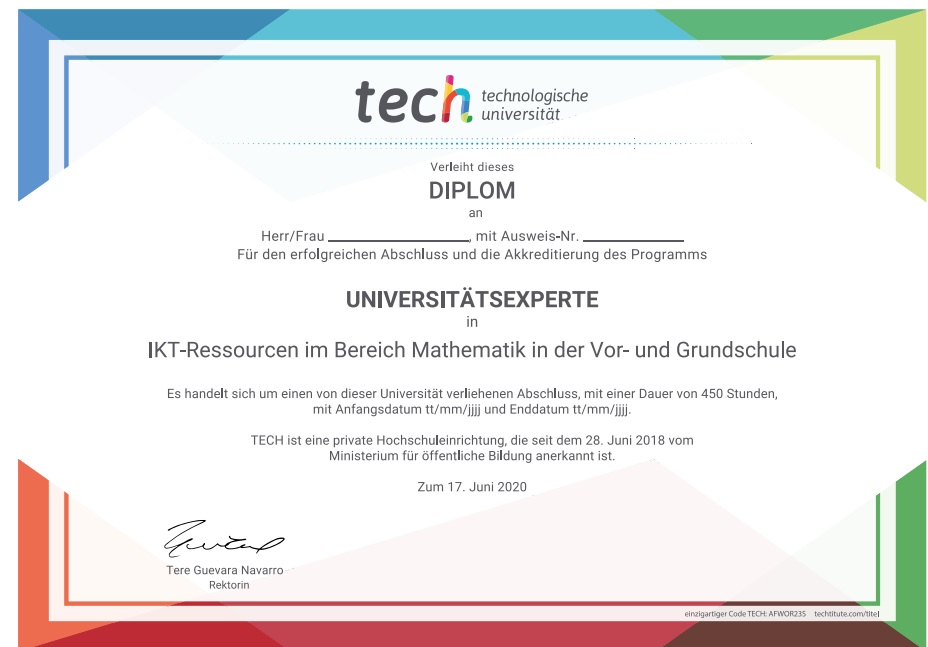 tech technologische
universität
Verleiht dieses
DIPLOM
an
Herr/Frau ____________, mit Ausweis-Nr. ____________
Für den erfolgreichen Abschluss und die Akkreditierung des Programms
UNIVERSITÄTSEXPERTE
in
IKT-Ressourcen im Bereich Mathematik in der Vor- und Grundschule
Es handelt sich um einen von dieser Universität verliehenen Abschluss, mit einer Dauer von 450 Stunden,
mit Anfangsdatum tt/mm/jjjj und Enddatum tt/mm/jjjj.
TECH ist eine private Hochschuleinrichtung, die seit dem 28. Juni 2018 vom
Ministerium für öffentliche Bildung anerkannt ist.
Zum 17. Juni 2020
Tere Guevara Navarro
Rektorin
einzigartiger Code TECH: AFWOR23S techtitute.com/titel